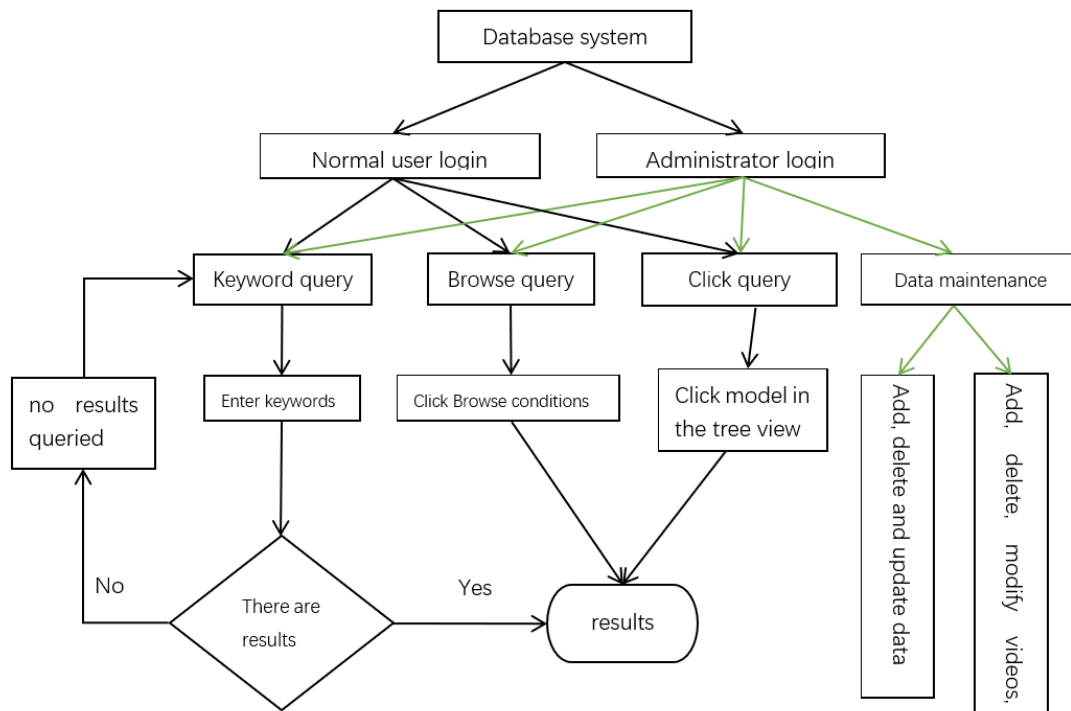 Database system
Normal user login
Administrator login
Keyword query
Browse query
Click query
Data maintenance
no results
queried
Enter keywords
Click Browse conditions
Click model in
the tree view
Add, delete and update data
Add, delete, modify videos,
No
There are
results
Yes
results